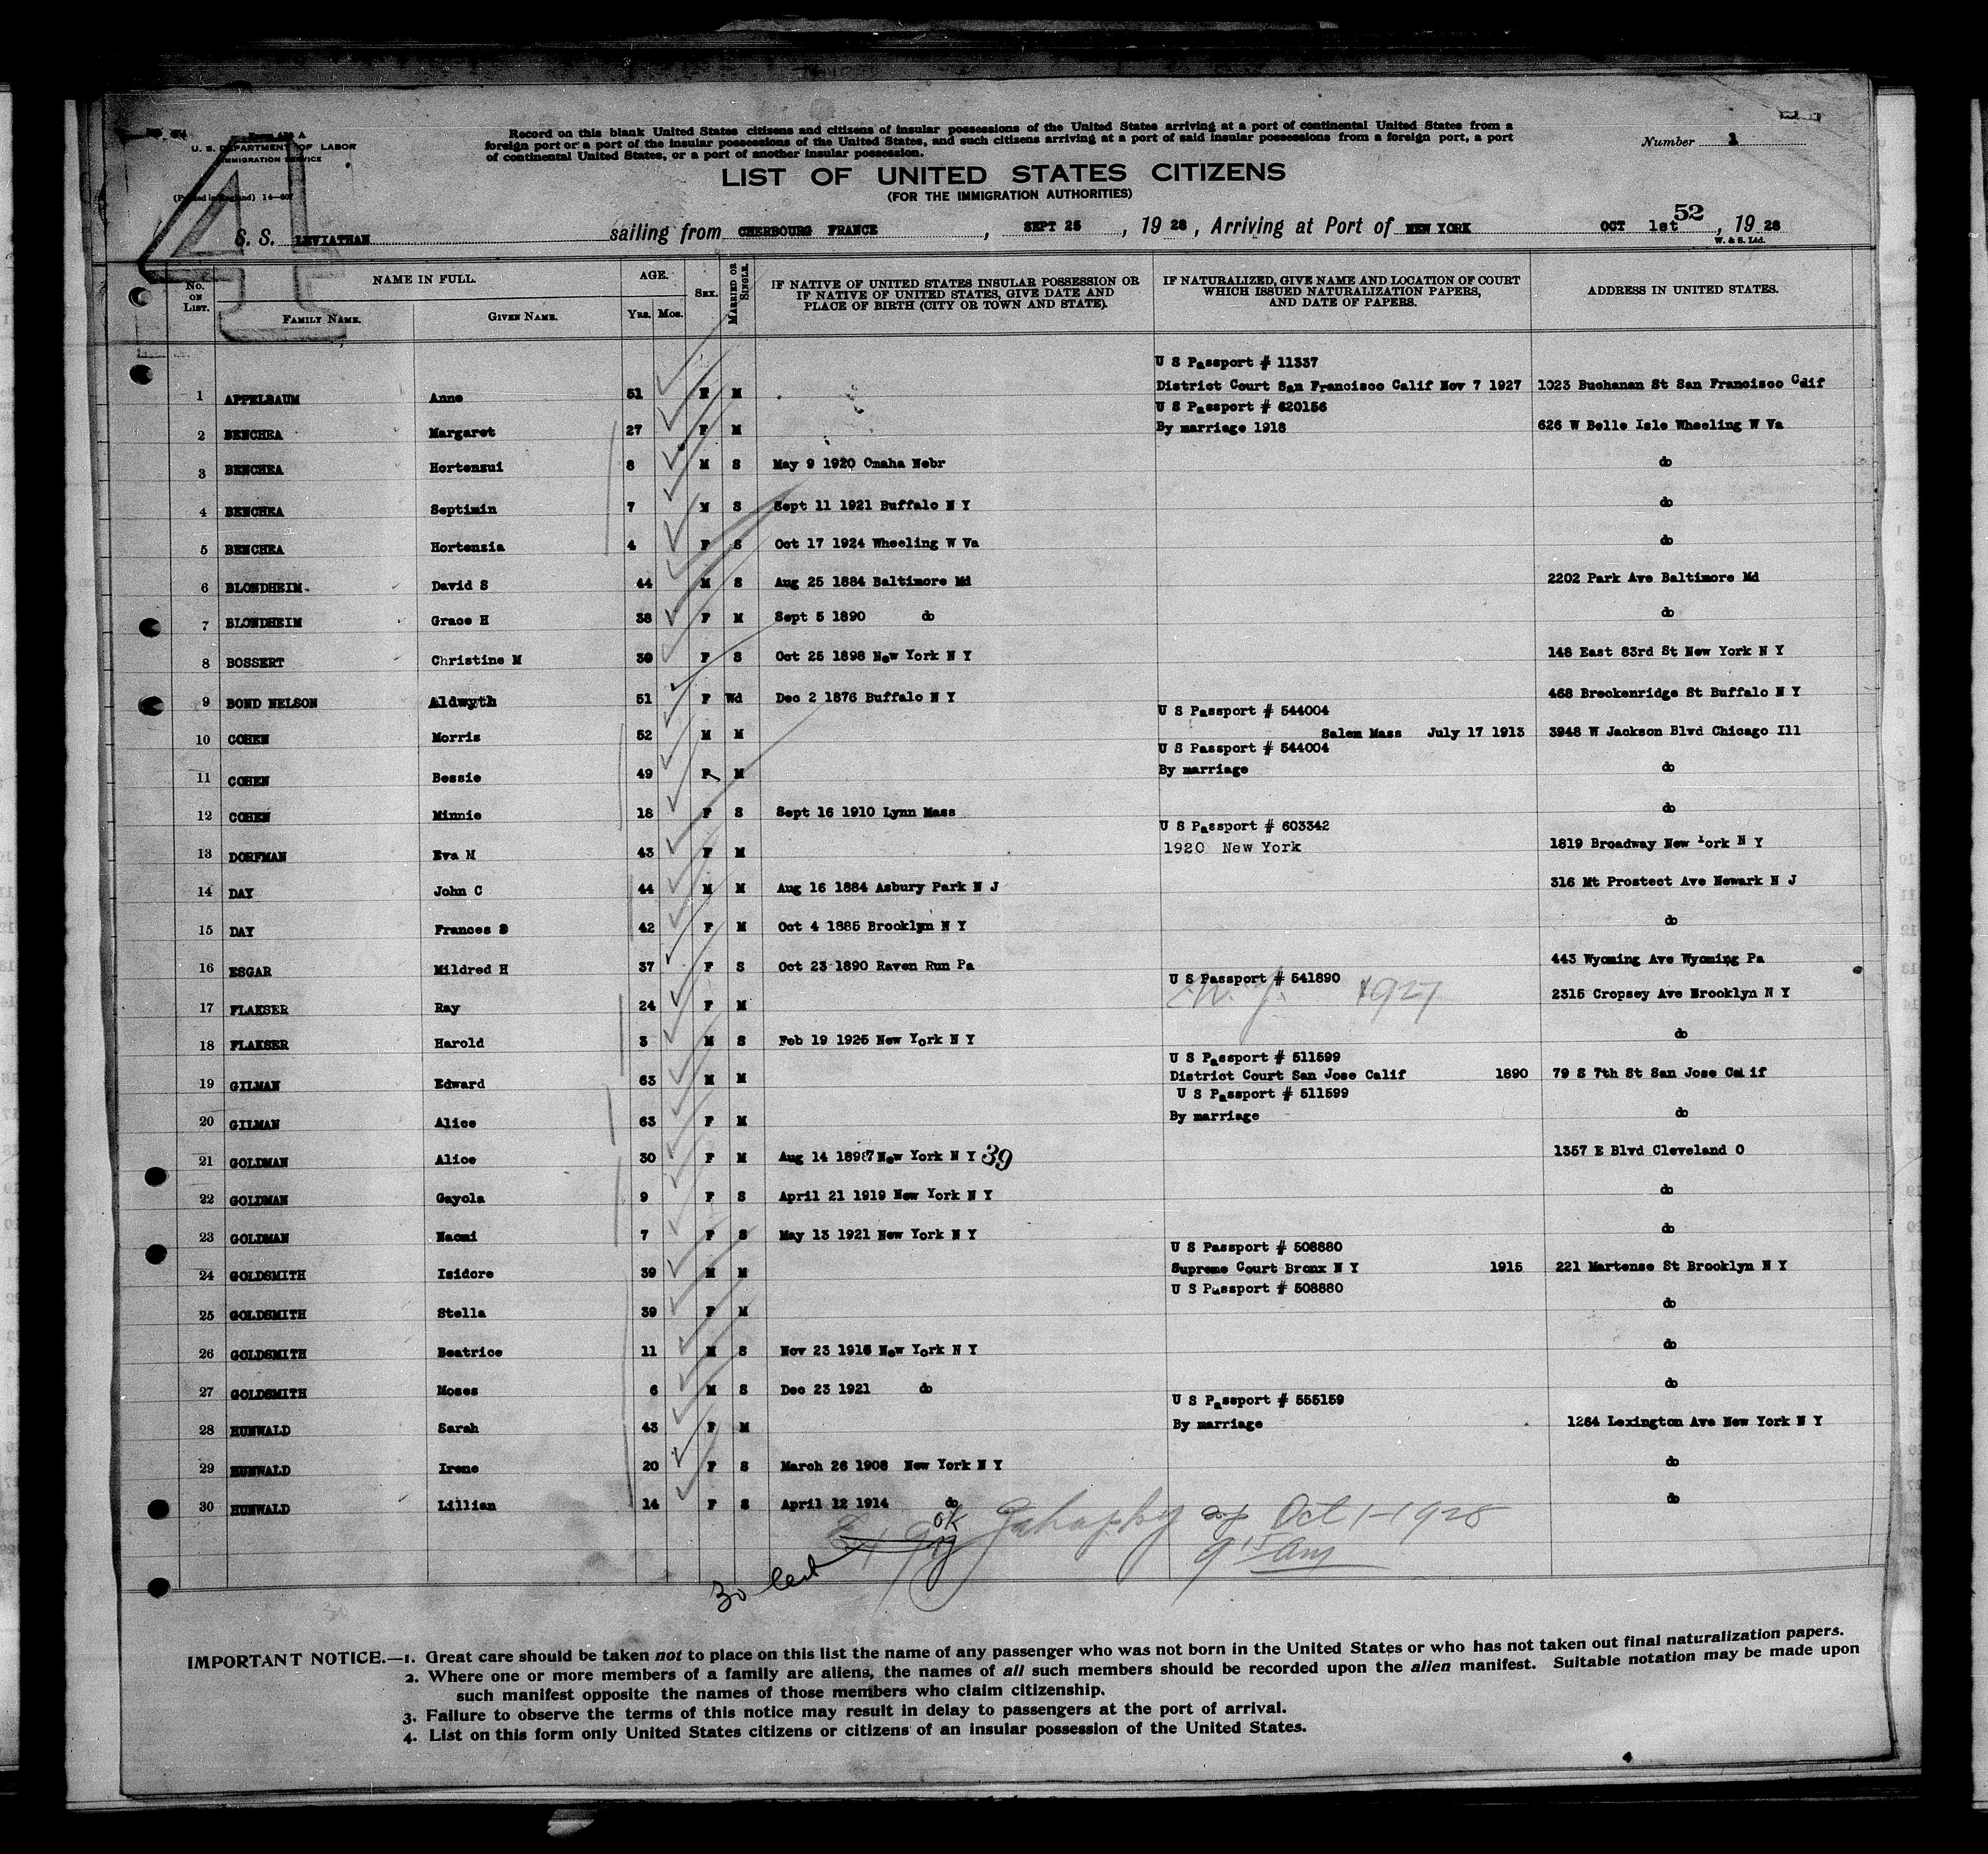 Form 630 A
U. S. DEPARTMENT OF LABOR
IMMIGRATION SERVICE
(Printed in England) 14—607
4
Record on this blank United States citizens and citizens of insular possessions of the United States arriving at a port of continental United States from a
foreign port or a port of the insular possessions of the United States, and such citizens arriving at a port of said insular possessions from a foreign port, a port
of continental United States, or a port of another insular possession.
Number 1
LIST OF UNITED STATES CITIZENS
(FOR THE IMMIGRATION AUTHORITIES)
52
S. S. LEVIATHAN sailing from CHERBOURG FRANCE , SEPT 25 , 19 28 , Arriving at Port of NEW YORK OCT 1st , 19 28
W. & S. Ltd.
No. ON LIST. NAME IN FULL. FAMILY NAME. GIVEN NAME. AGE. YRS. MOS. SEX. MARRIED OR SINGLE. IF NATIVE OF UNITED STATES INSULAR POSSESSION OR IF NATIVE OF UNITED STATES, GIVE DATE AND PLACE OF BIRTH (CITY OR TOWN AND STATE). IF NATURALIZED, GIVE NAME AND LOCATION OF COURT WHICH ISSUED NATURALIZATION PAPERS, AND DATE OF PAPERS. ADDRESS IN UNITED STATES.
U S Passport # 11337
1 APPELBAUM Anne 51 F M District Court San Francisco Calif Nov 7 1927 1023 Buchanan St San Francisco Calif
U S Passport # 620156
2 BENCHEA Margaret 27 F M By marriage 1918 626 W Belle Isle Wheeling W Va
3 BENCHEA Hortensui 8 M S May 9 1920 Omaha Nebr do
4 BENCHEA Septimin 7 M S Sept 11 1921 Buffalo N Y do
5 BENCHEA Hortensia 4 F S Oct 17 1924 Wheeling W Va do
6 BLONDHEIM David S 44 M S Aug 25 1884 Baltimore Md 2202 Park Ave Baltimore Md
7 BLONDHEIM Grace H 38 F M Sept 5 1890 do do
8 BOSSERT Christine M 30 F S Oct 25 1898 New York N Y 148 East 83rd St New York N Y
9 BOND NELSON Aldwyth 51 F Wd Dec 2 1876 Buffalo N Y 468 Breckenridge St Buffalo N Y
U S Passport # 544004
10 COHEN Morris 52 M M Salem Mass July 17 1913 3948 W Jackson Blvd Chicago Ill
U S Passport # 544004
11 COHEN Bessie 49 F M By marriage do
12 COHEN Minnie 18 F S Sept 16 1910 Lynn Mass do
U S Passport # 603342
13 DORFMAN Eva M 43 F M 1920 New York 1819 Broadway New York N Y
14 DAY John C 44 M M Aug 16 1884 Asbury Park N J 316 Mt Prostect Ave Newark N J
15 DAY Frances S 42 F M Oct 4 1885 Brooklyn N Y do
16 ESGAR Mildred H 37 F S Oct 23 1890 Raven Run Pa 443 Wyoming Ave Wyoming Pa
U S Passport # 541890
17 FLAKSER Ray 24 F M N.Y. 1927 2315 Cropsey Ave Brooklyn N Y
18 FLAKSER Harold 3 M S Feb 19 1925 New York N Y do
U S Passport # 511599
19 GILMAN Edward 63 M M District Court San Jose Calif 1890 79 S 7th St San Jose Calif
U S Passport # 511599
20 GILMAN Alice 63 F M By marriage do
21 GOLDMAN Alice 30 F M Aug 14 1897 New York N Y 39 1357 E Blvd Cleveland O
22 GOLDMAN Gayola 9 F S April 21 1919 New York N Y do
23 GOLDMAN Naomi 7 F S May 13 1921 New York N Y do
U S Passport # 508880
24 GOLDSMITH Isidore 39 M M Supreme Court Bronx N Y 1915 221 Martense St Brooklyn N Y
U S Passport # 508880
25 GOLDSMITH Stella 39 F M do
26 GOLDSMITH Beatrice 11 M S Nov 23 1916 New York N Y do
27 GOLDSMITH Moses 6 M S Dec 23 1921 do do
U S Passport # 555159
28 HUNWALD Sarah 43 F M By marriage 1264 Lexington Ave New York N Y
29 HUNWALD Irene 20 F S March 26 1908 New York N Y do
30 HUNWALD Lillian 14 F S April 12 1914 do do
ok
Oct 1-1928
9 15 am
30
IMPORTANT NOTICE.—1. Great care should be taken not to place on this list the name of any passenger who was not born in the United States or who has not taken out final naturalization papers.
2. Where one or more members of a family are aliens, the names of all such members should be recorded upon the alien manifest. Suitable notation may be made upon
such manifest opposite the names of those members who claim citizenship.
3. Failure to observe the terms of this notice may result in delay to passengers at the port of arrival.
4. List on this form only United States citizens or citizens of an insular possession of the United States.
4